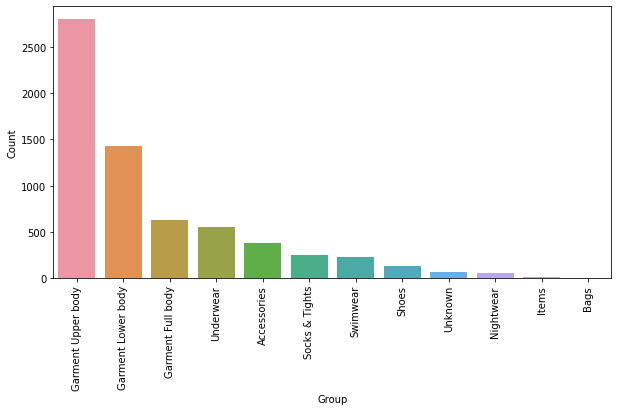 Count
2500
2000
1500
1000
500
0
Garment Upper body
Garment Lower body
Garment Full body
Underwear
Accessories
Socks & Tights
Swimwear
Shoes
Unknown
Nightwear
Items
Bags
Group